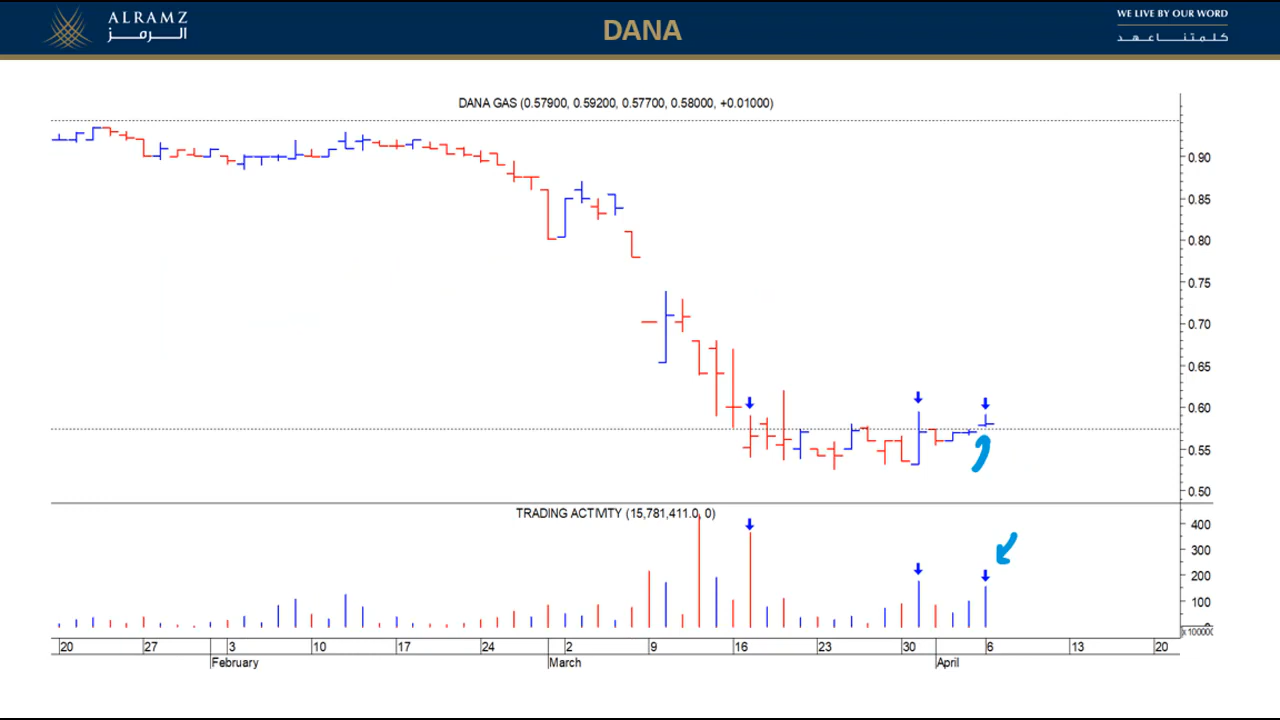 ALRAMZ
الرمز
DANA
WE LIVE BY OUR WORD
كلمتنا عهد
DANA GAS (0.57900, 0.59200, 0.57700, 0.58000, +0.01000)
0.90
0.85
0.80
0.75
0.70
0.65
0.60
0.55
0.50
TRADING ACTIVITY (15,781,411.0, 0)
400
300
200
100
0
x100000
20 27 3 10 17 24 2 9 16 23 30 6 13 20
February March April